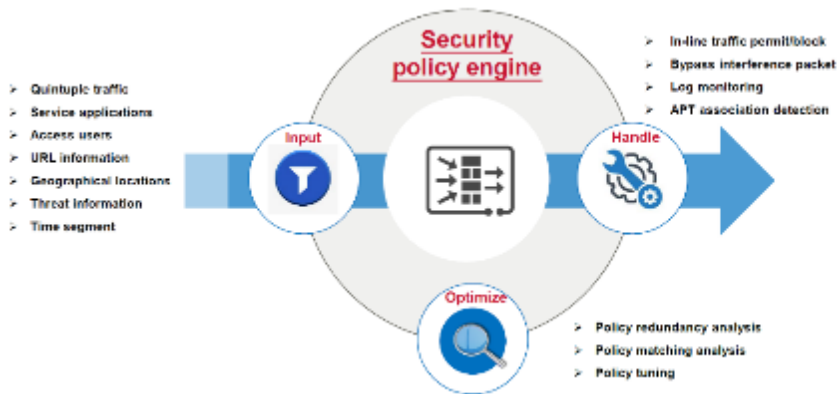 Security
policy engine
Input
Quintuple traffic
Service applications
Access users
URL information
Geographical locations
Threat information
Time segment
Handle
In-line traffic permit/block
Bypass interference packet
Log monitoring
APT association detection
Optimize
Policy redundancy analysis
Policy matching analysis
Policy tuning